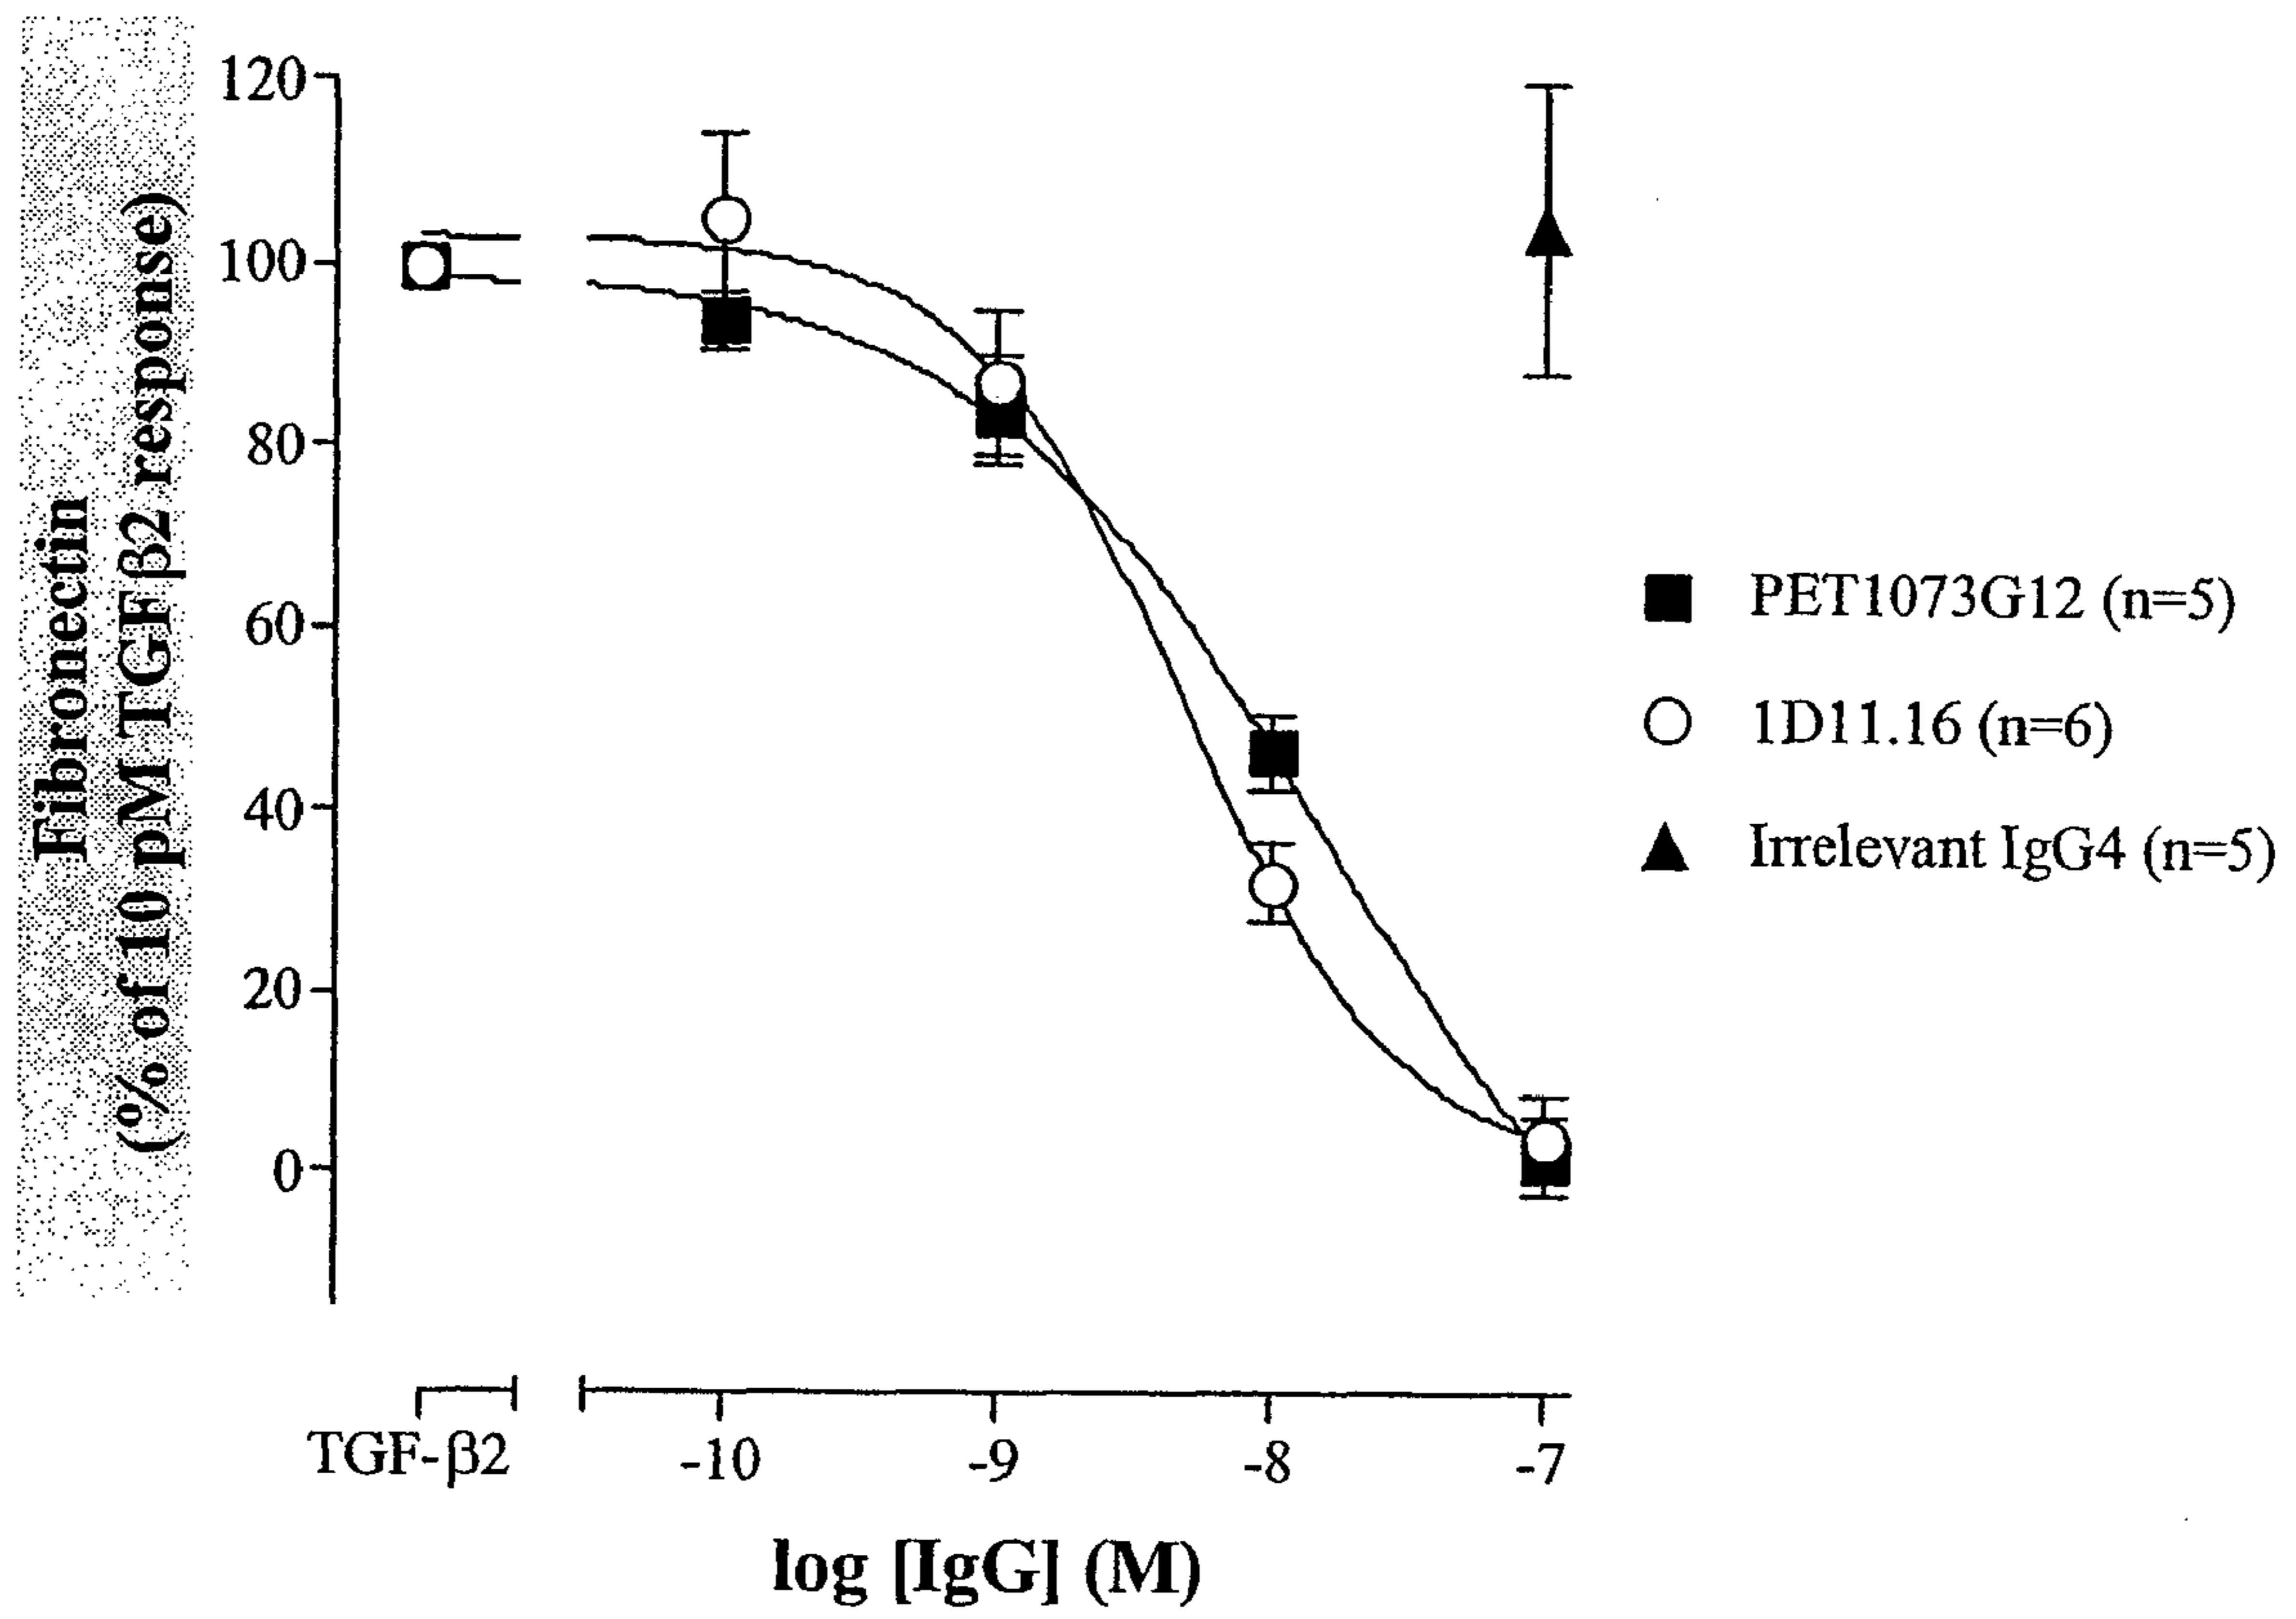 Fibronectin
(% of 10 pM TGFβ2 response)
120
100
80
60
40
20
0
PET1073G12 (n=5)
1D11.16 (n=6)
Irrelevant IgG4 (n=5)
TGF-β2
-10
-9
-8
-7
log [IgG] (M)